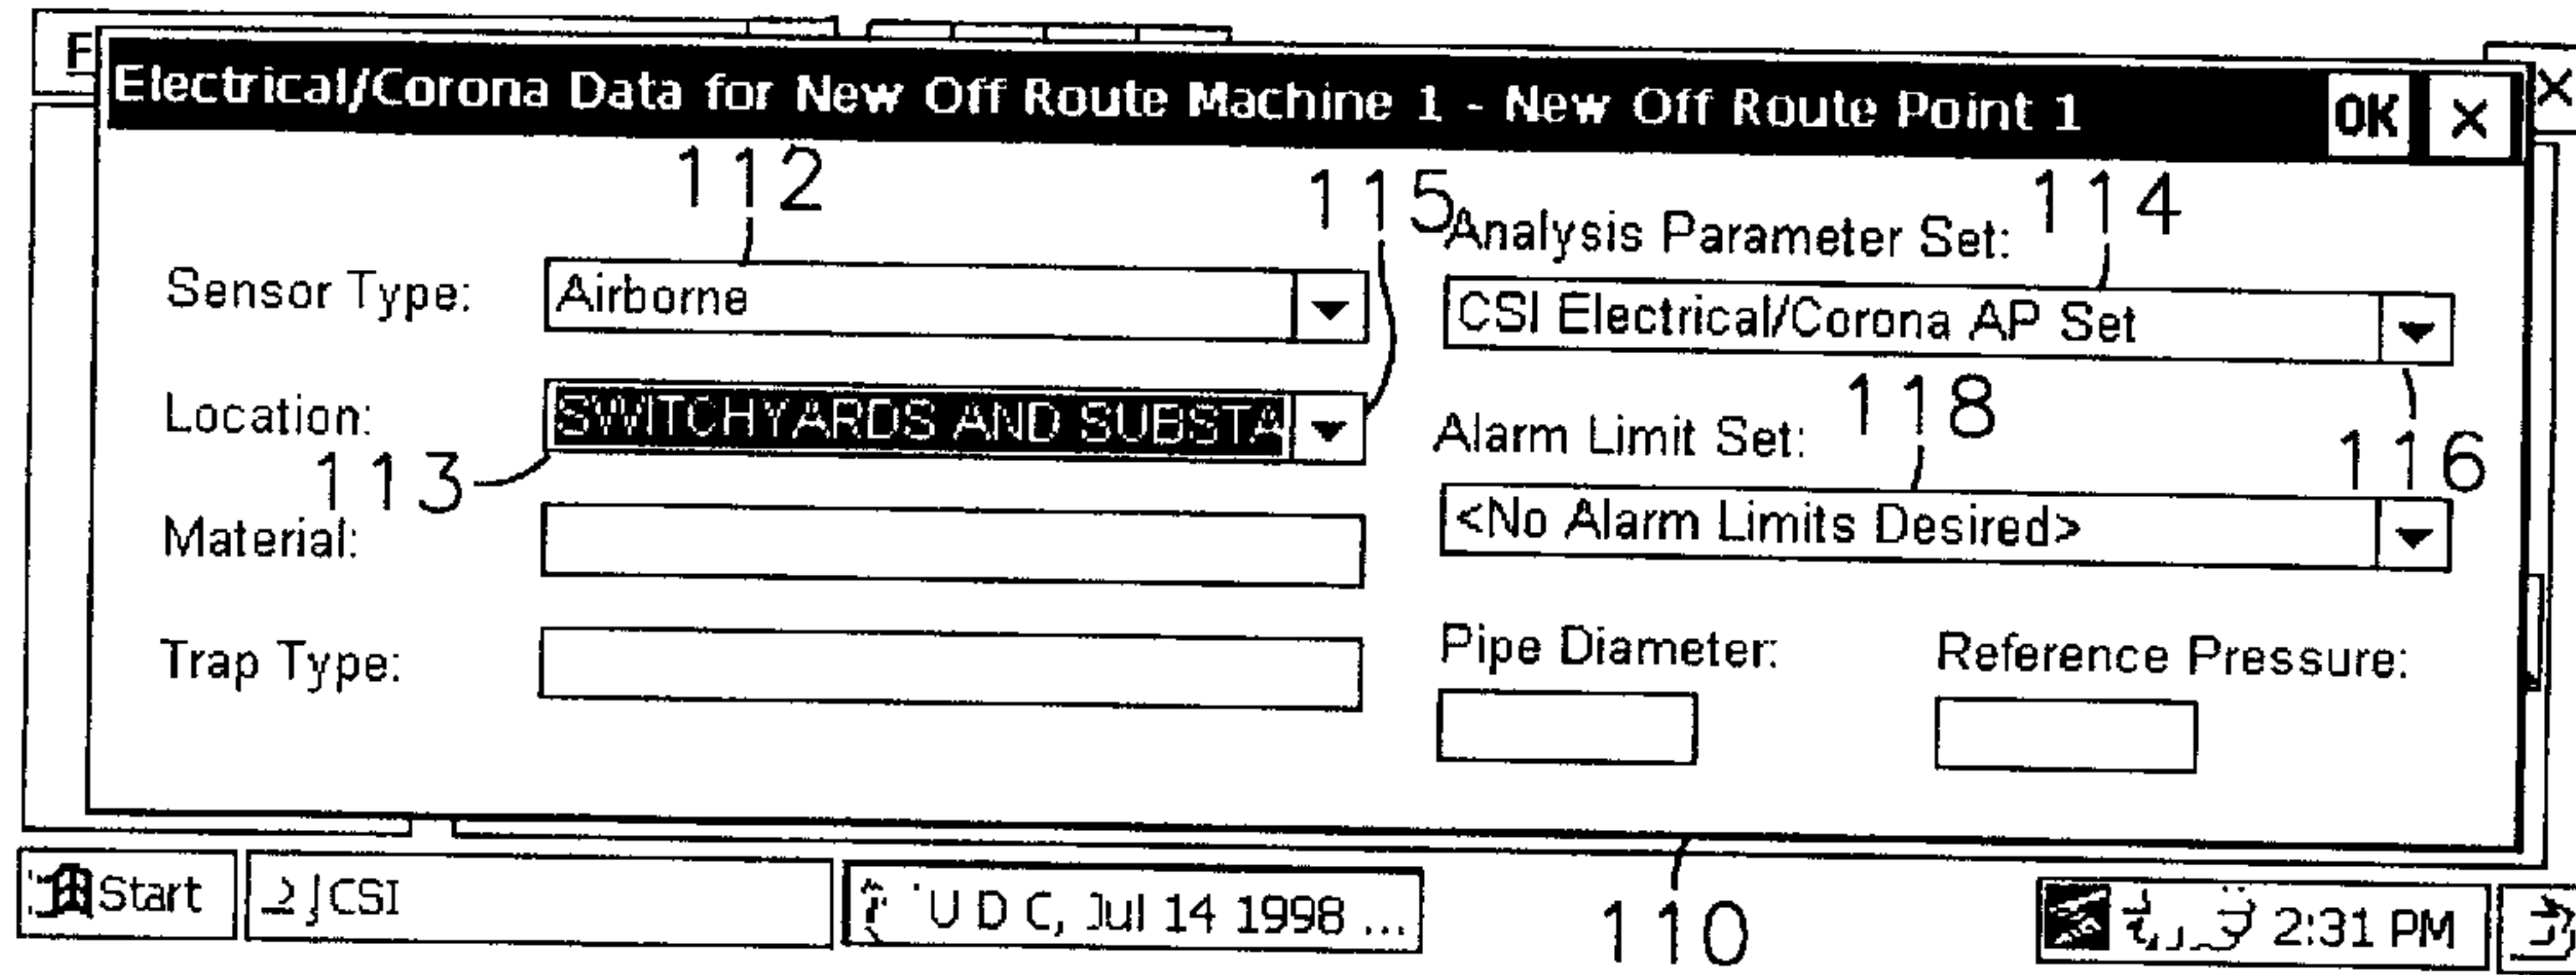 F
Electrical/Corona Data for New Off Route Machine 1 - New Off Route Point 1 OK X
X
112
115
114
Sensor Type: Airborne
Analysis Parameter Set:
CSI Electrical/Corona AP Set
Location: SWITCHYARDS AND SUBSTA
113
118
116
Alarm Limit Set:
<No Alarm Limits Desired>
Material:
Trap Type:
Pipe Diameter:
Reference Pressure:
110
Start
CSI
U D C, Jul 14 1998 ...
2:31 PM